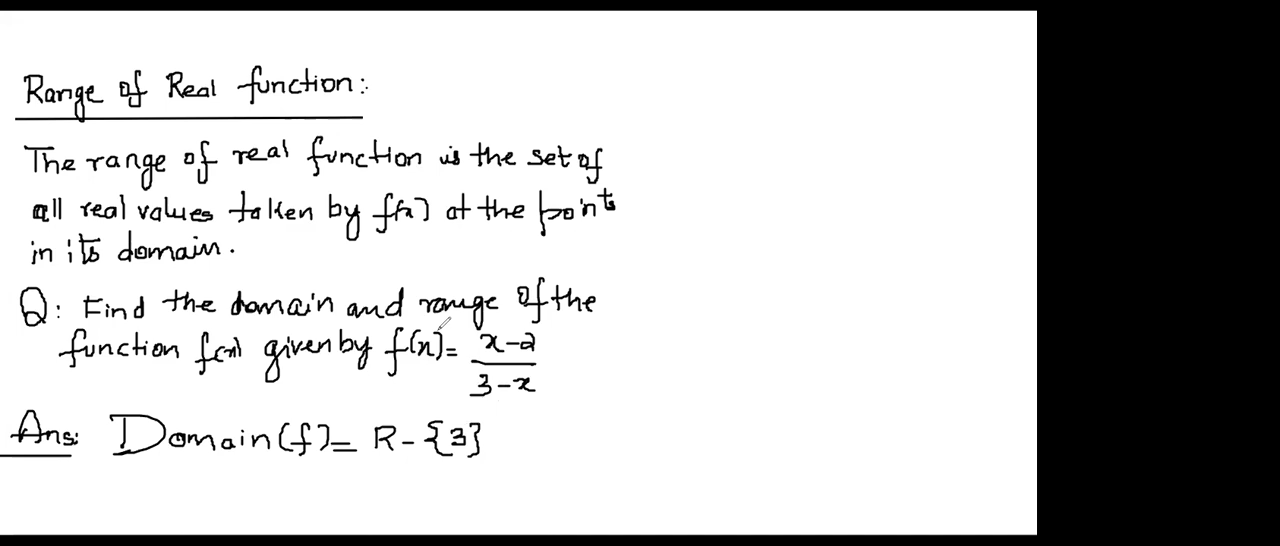 Range of Real function:
The range of real function is the set of
all real values taken by f(x) at the points
in its domain.
Q: Find the domain and range of the
function f(x) given by f(x) = x-2
3-x
Ans: Domain(f) = R - {3}